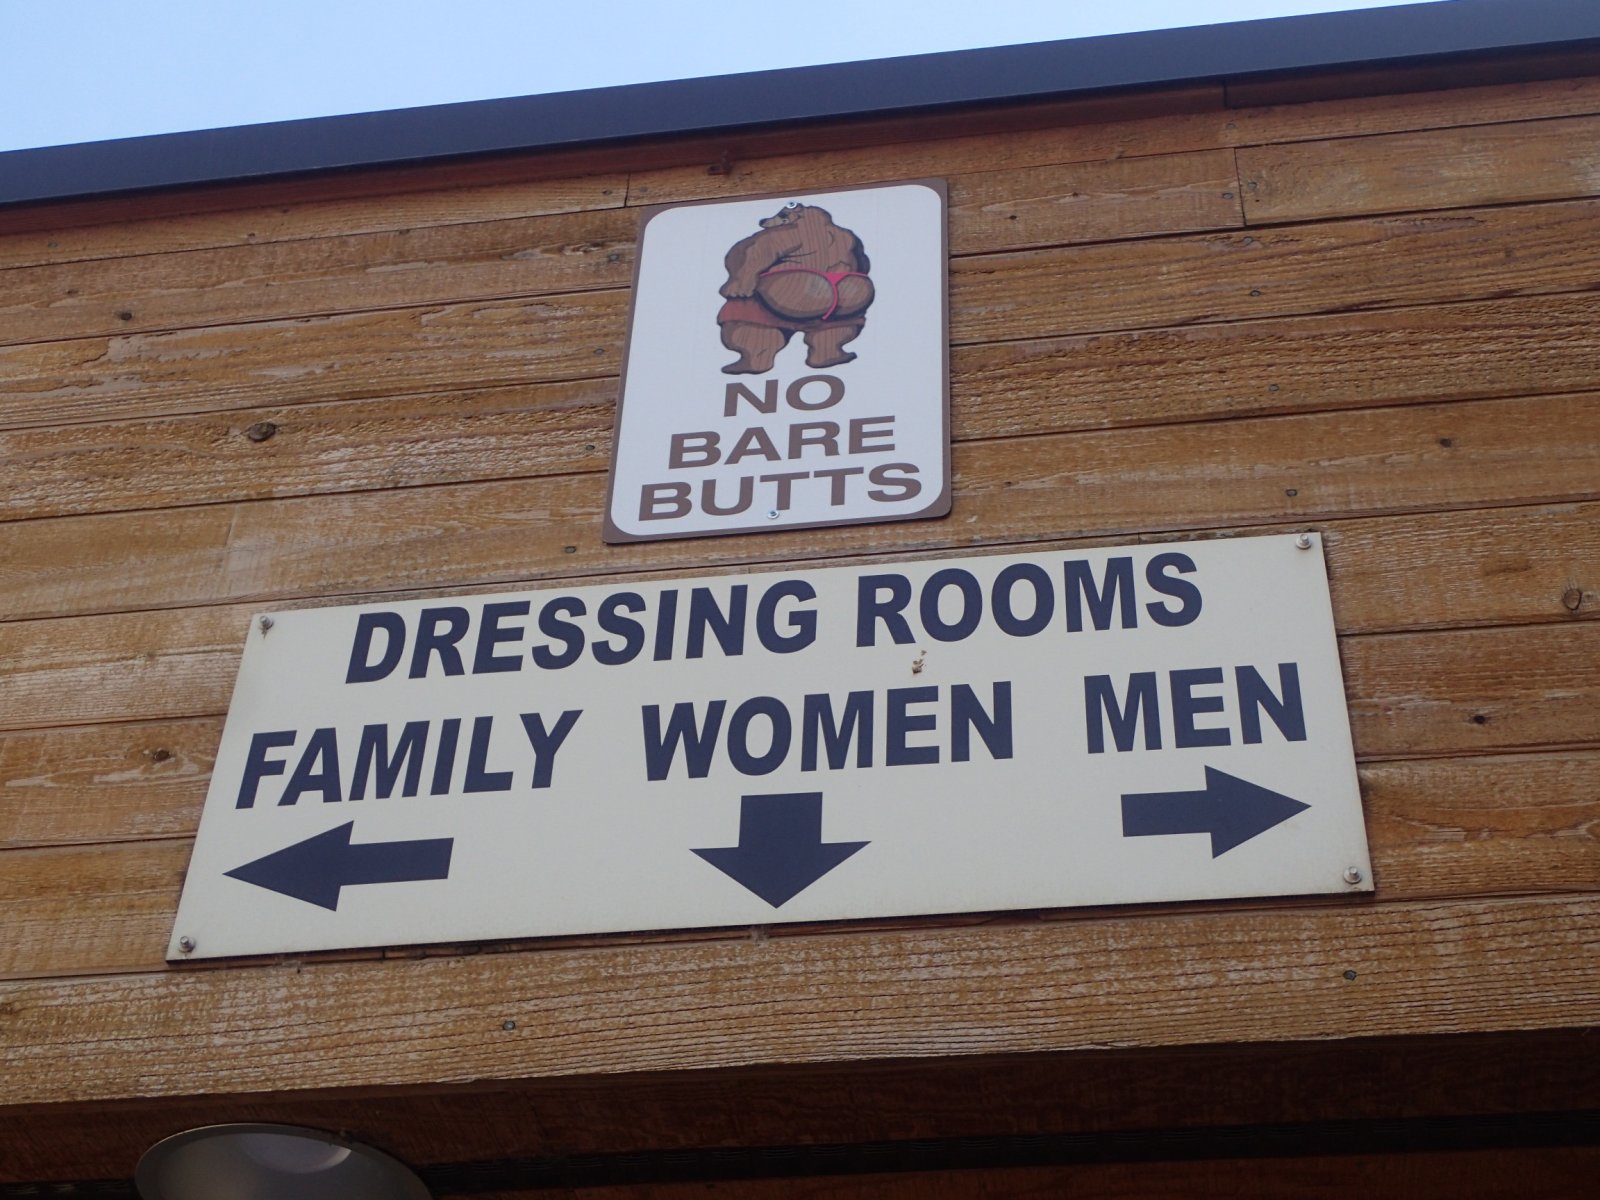 NO
BARE
BUTTS
DRESSING ROOMS
FAMILY WOMEN MEN